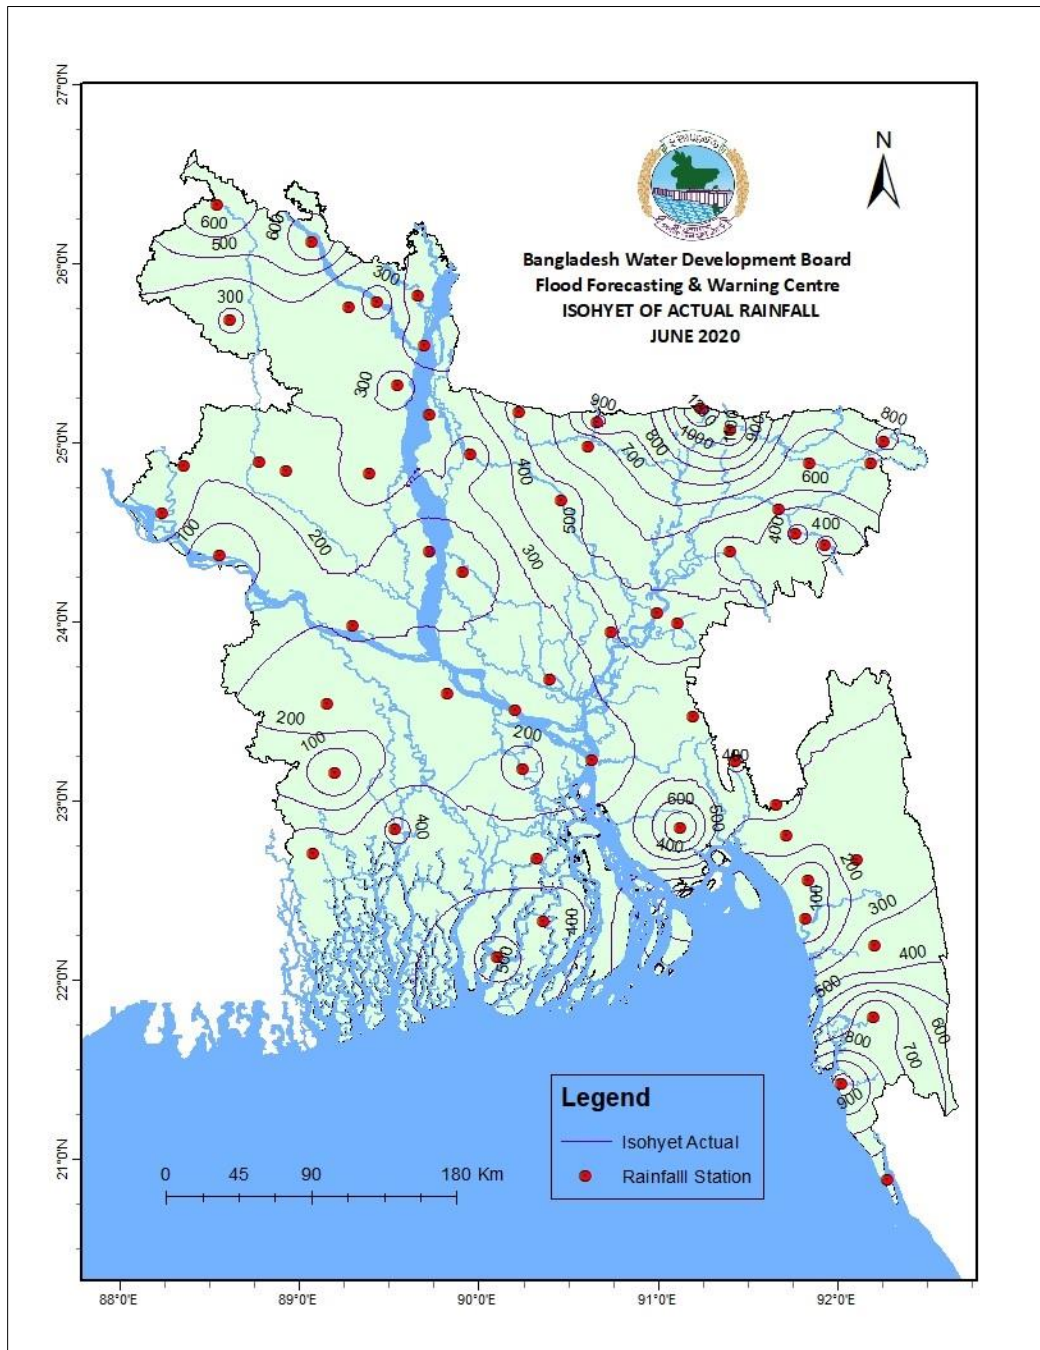 Bangladesh Water Development Board
Flood Forecasting & Warning Centre
ISOHYET OF ACTUAL RAINFALL
JUNE 2020
N
27°0'N
26°0'N
25°0'N
24°0'N
23°0'N
22°0'N
21°0'N
600
500
600
300
300
300
900
1000
900
800
700
800
600
400
500
400
400
300
100
200
200
100
200
400
600
500
400
400
400
500
200
100
300
400
500
600
700
800
900
Legend
Isohyet Actual
Rainfalll Station
0 45 90 180 Km
88°0'E 89°0'E 90°0'E 91°0'E 92°0'E